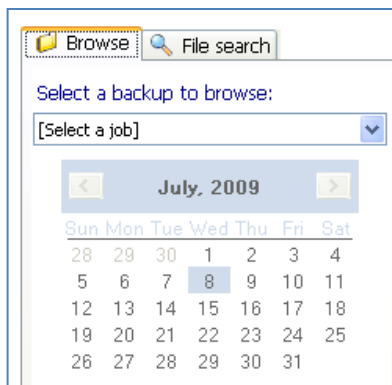 Browse File search
Select a backup to browse:
[Select a job]
July, 2009
Sun Mon Tue Wed Thu Fri Sat
28 29 30 1 2 3 4
5 6 7 8 9 10 11
12 13 14 15 16 17 18
19 20 21 22 23 24 25
26 27 28 29 30 31